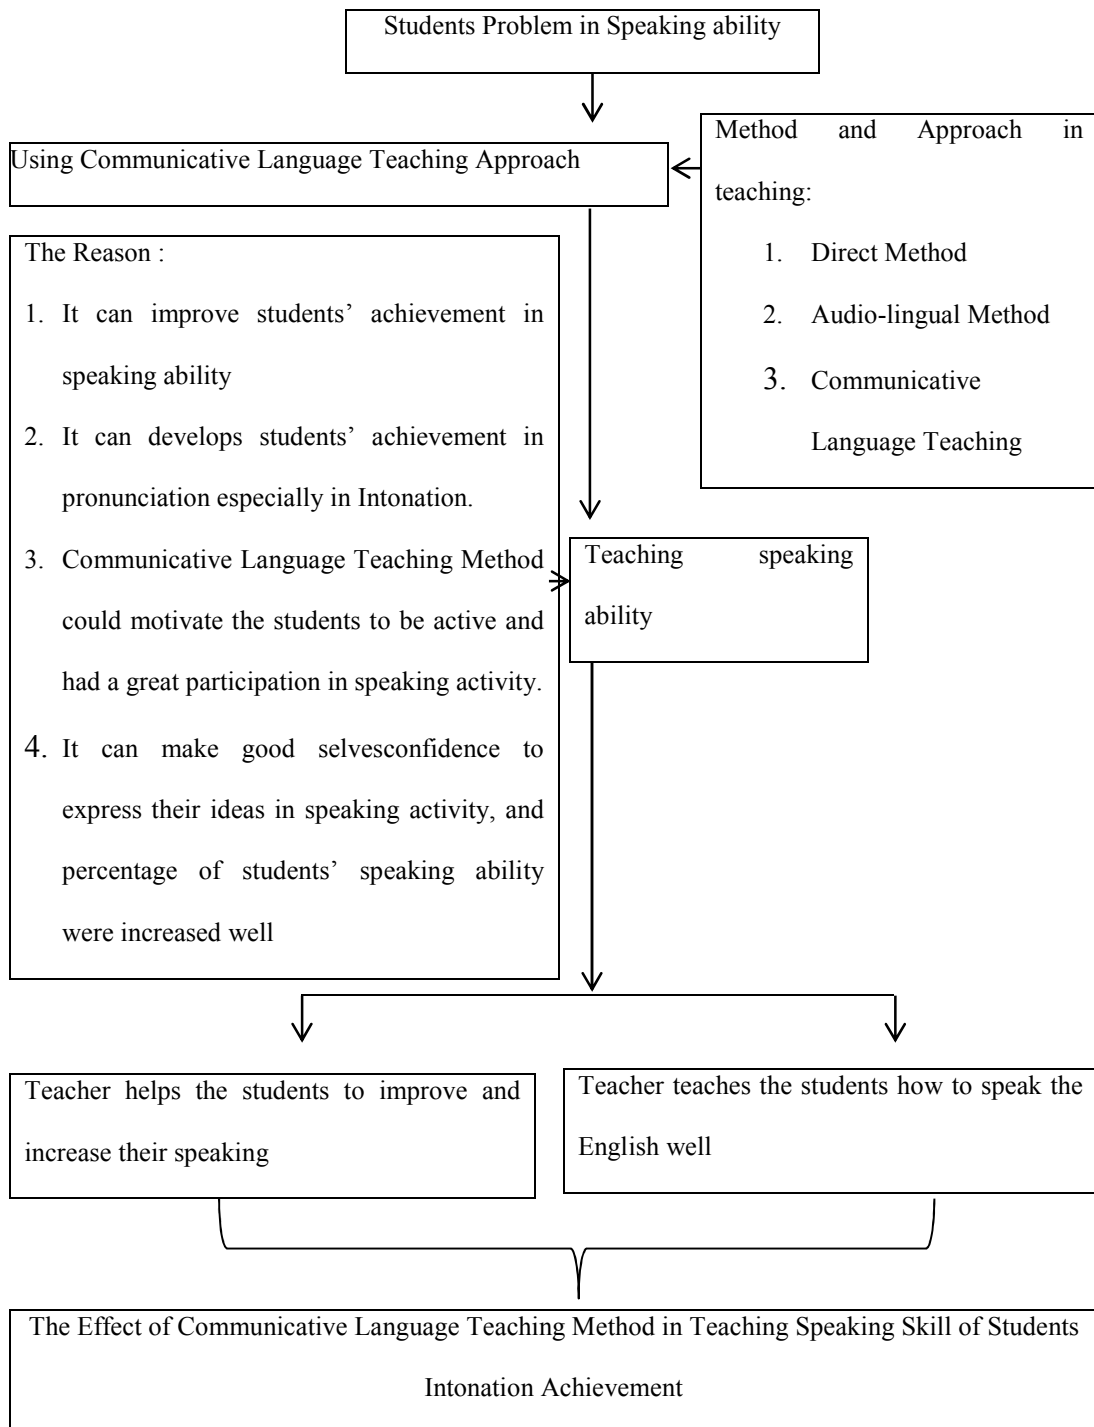 Students Problem in Speaking ability
Using Communicative Language Teaching Approach
Method and Approach in
teaching:
1. Direct Method
2. Audio-lingual Method
3. Communicative
Language Teaching
The Reason :
1. It can improve students’ achievement in
speaking ability
2. It can develops students’ achievement in
pronunciation especially in Intonation.
3. Communicative Language Teaching Method
could motivate the students to be active and
had a great participation in speaking activity.
4. It can make good selvesconfidence to
express their ideas in speaking activity, and
percentage of students’ speaking ability
were increased well
Teaching speaking
ability
Teacher helps the students to improve and
increase their speaking
Teacher teaches the students how to speak the
English well
The Effect of Communicative Language Teaching Method in Teaching Speaking Skill of Students
Intonation Achievement